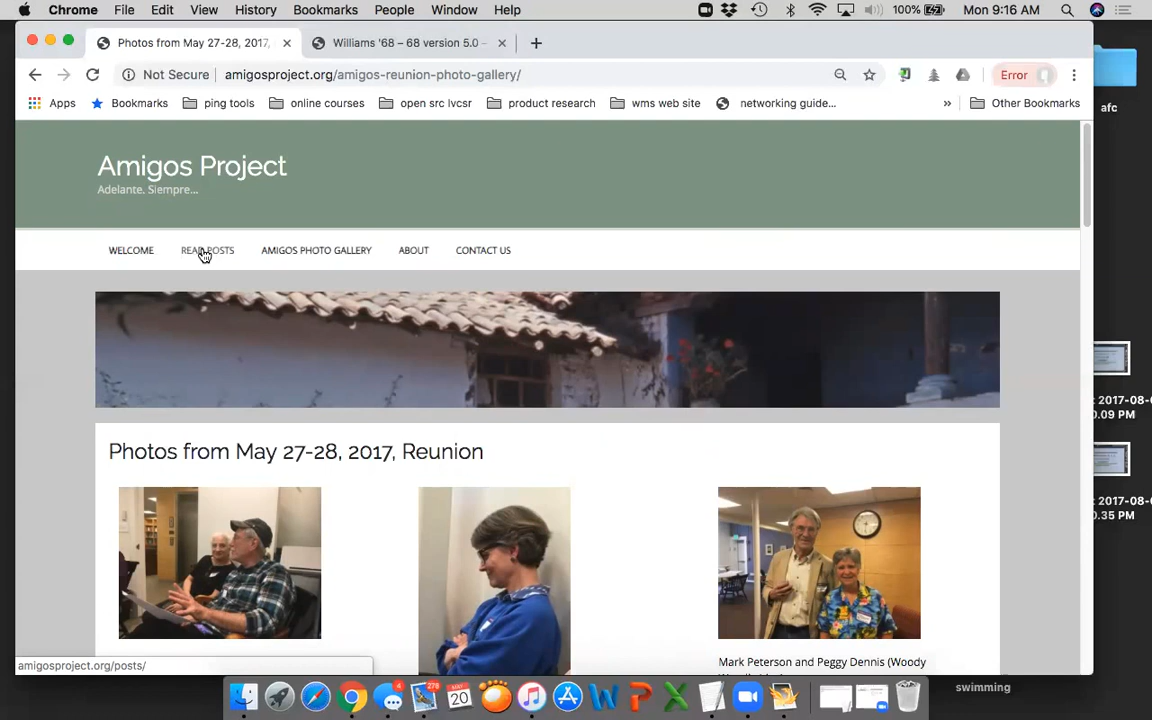 Chrome File Edit View History Bookmarks People Window Help 100% Mon 9:16 AM
Photos from May 27-28, 2017, Williams '68 – 68 version 5.0 –
Not Secure amigosproject.org/amigos-reunion-photo-gallery/ Error
Apps Bookmarks ping tools online courses open src lvcsr product research wms web site networking guide... » Other Bookmarks
afc
Amigos Project
Adelante. Siempre...
WELCOME READ POSTS AMIGOS PHOTO GALLERY ABOUT CONTACT US
2017-08-
0.09 PM
Photos from May 27-28, 2017, Reunion
2017-08-
0.35 PM
Mark Peterson and Peggy Dennis (Woody
amigosproject.org/posts/
4
278
MAY
20
swimming